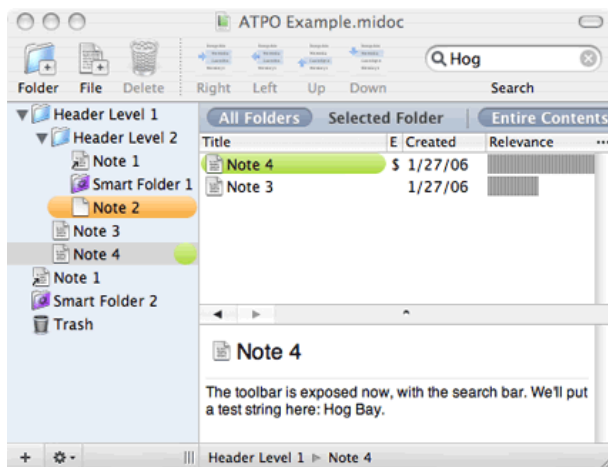 ATPO Example.midoc
Hog
Folder File Delete Right Left Up Down Search
Header Level 1
Header Level 2
Note 1
Smart Folder 1
Note 2
Note 3
Note 4
Note 1
Smart Folder 2
Trash
All Folders Selected Folder Entire Contents
Title E Created Relevance
Note 4 $ 1/27/06
Note 3 1/27/06
Note 4
The toolbar is exposed now, with the search bar. We'll put
a test string here: Hog Bay.
Header Level 1 ▶ Note 4